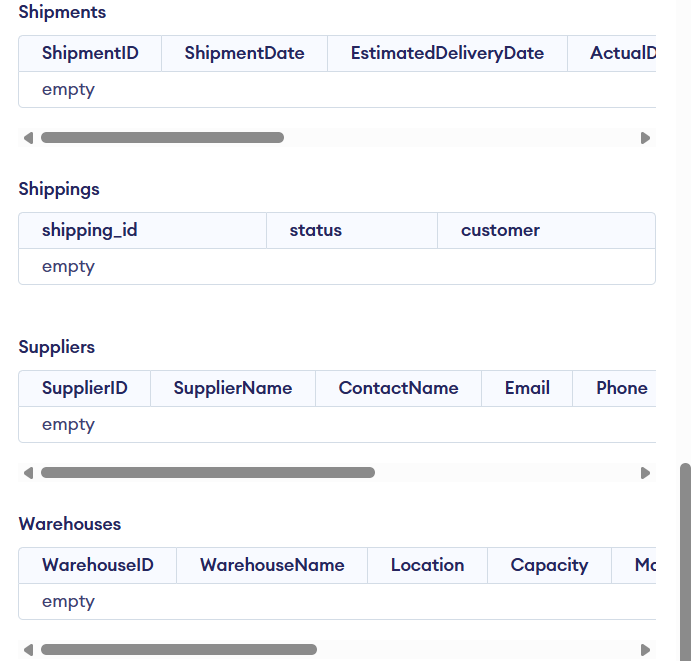 Shipments
ShipmentID ShipmentDate EstimatedDeliveryDate ActualD
empty
Shippings
shipping_id status customer
empty
Suppliers
SupplierID SupplierName ContactName Email Phone
empty
Warehouses
WarehouseID WarehouseName Location Capacity
empty